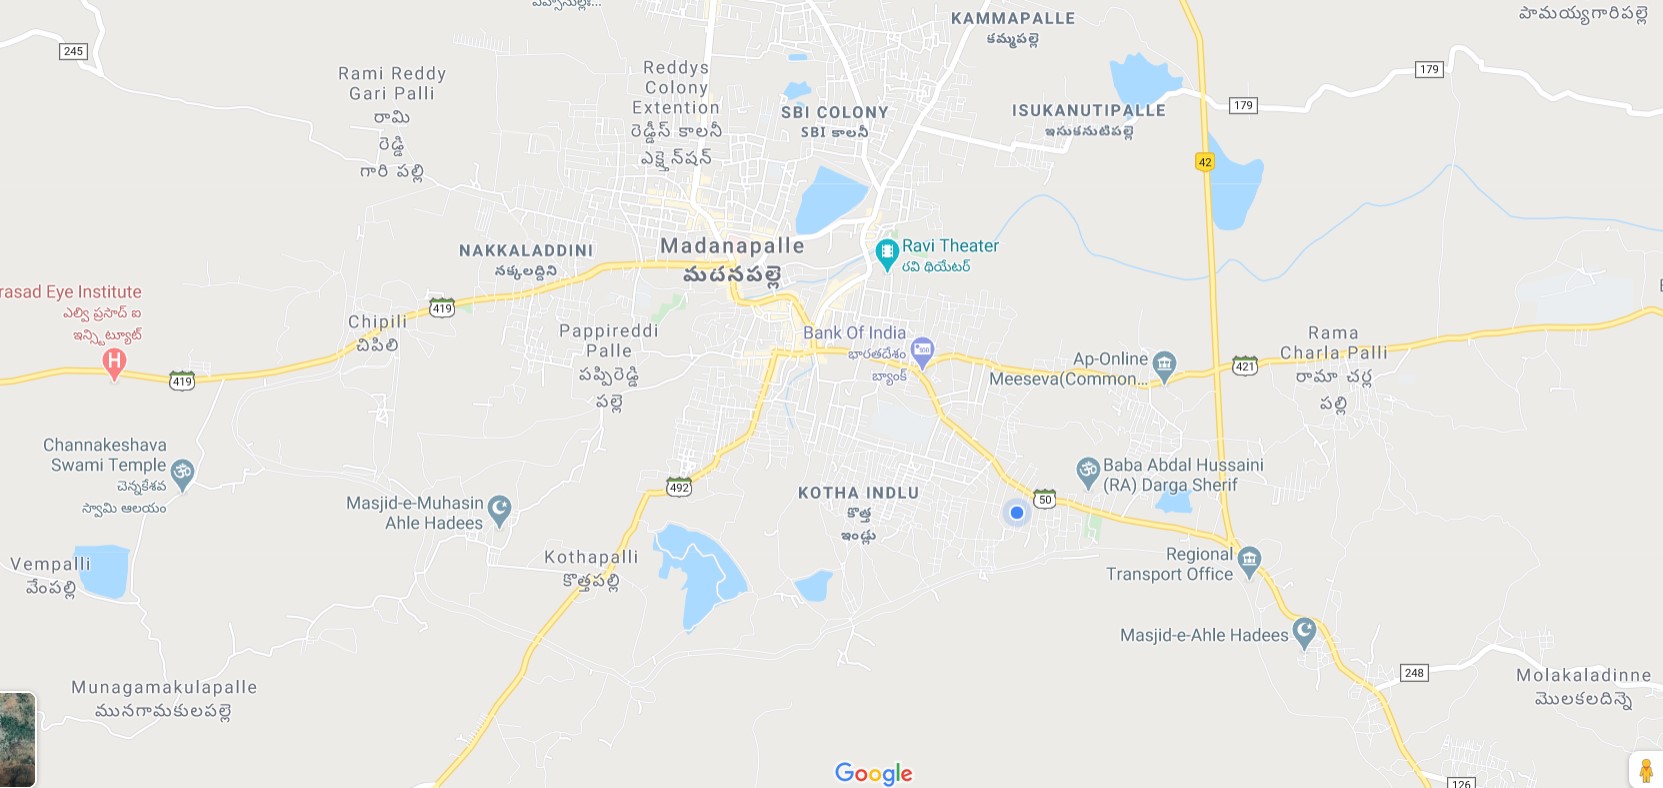 KAMMAPALLE
కమ్మపల్లె
పామయ్యగారిపల్లె
245
179
Rami Reddy
Gari Palli
రామి
రెడ్డి
గారి పల్లి
Reddys
Colony
Extention
రెడ్డీస్ కాలనీ
ఎక్స్టెన్షన్
SBI COLONY
SBI కాలనీ
ISUKANUTIPALLE
ఇసుకనుటిపల్లె
179
42
NAKKALADDINI
నక్కలద్దిని
Madanapalle
మదనపల్లె
Ravi Theater
రవి థియేటర్
rasad Eye Institute
ఎల్వి ప్రసాద్ ఐ
ఇన్స్టిట్యూట్
H
419
419
Chipili
చిపిలి
Pappireddi
Palle
పప్పిరెడ్డి
పల్లె
Bank Of India
భారతదేశం
బ్యాంక్
Ap-Online
Meeseva(Common...
421
Rama
Charla Palli
రామా చర్ల
పల్లి
Channakeshava
Swami Temple
చెన్నకేశవ
స్వామి ఆలయం
Masjid-e-Muhasin
Ahle Hadees
492
KOTHA INDLU
కొత్త
ఇండ్లు
50
Baba Abdal Hussaini
(RA) Darga Sherif
Vempalli
వేంపల్లి
Kothapalli
కొత్తపల్లి
Regional
Transport Office
Masjid-e-Ahle Hadees
Munagamakulapalle
మునగామకులపల్లె
248
Molakaladinne
మొలకలదిన్నె
Google
126